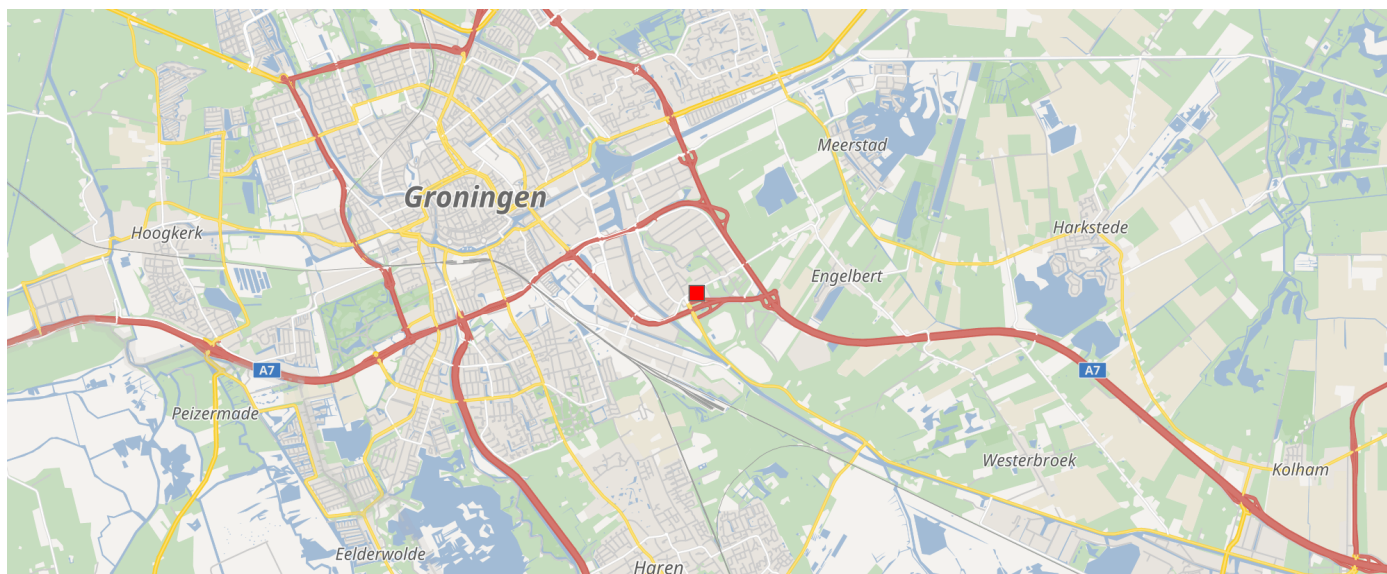 Meerstad
Groningen
Hoogkerk
Harkstede
Engelbert
A7
A7
Peizermade
Westerbroek
Kolham
Eelderwolde
Haren